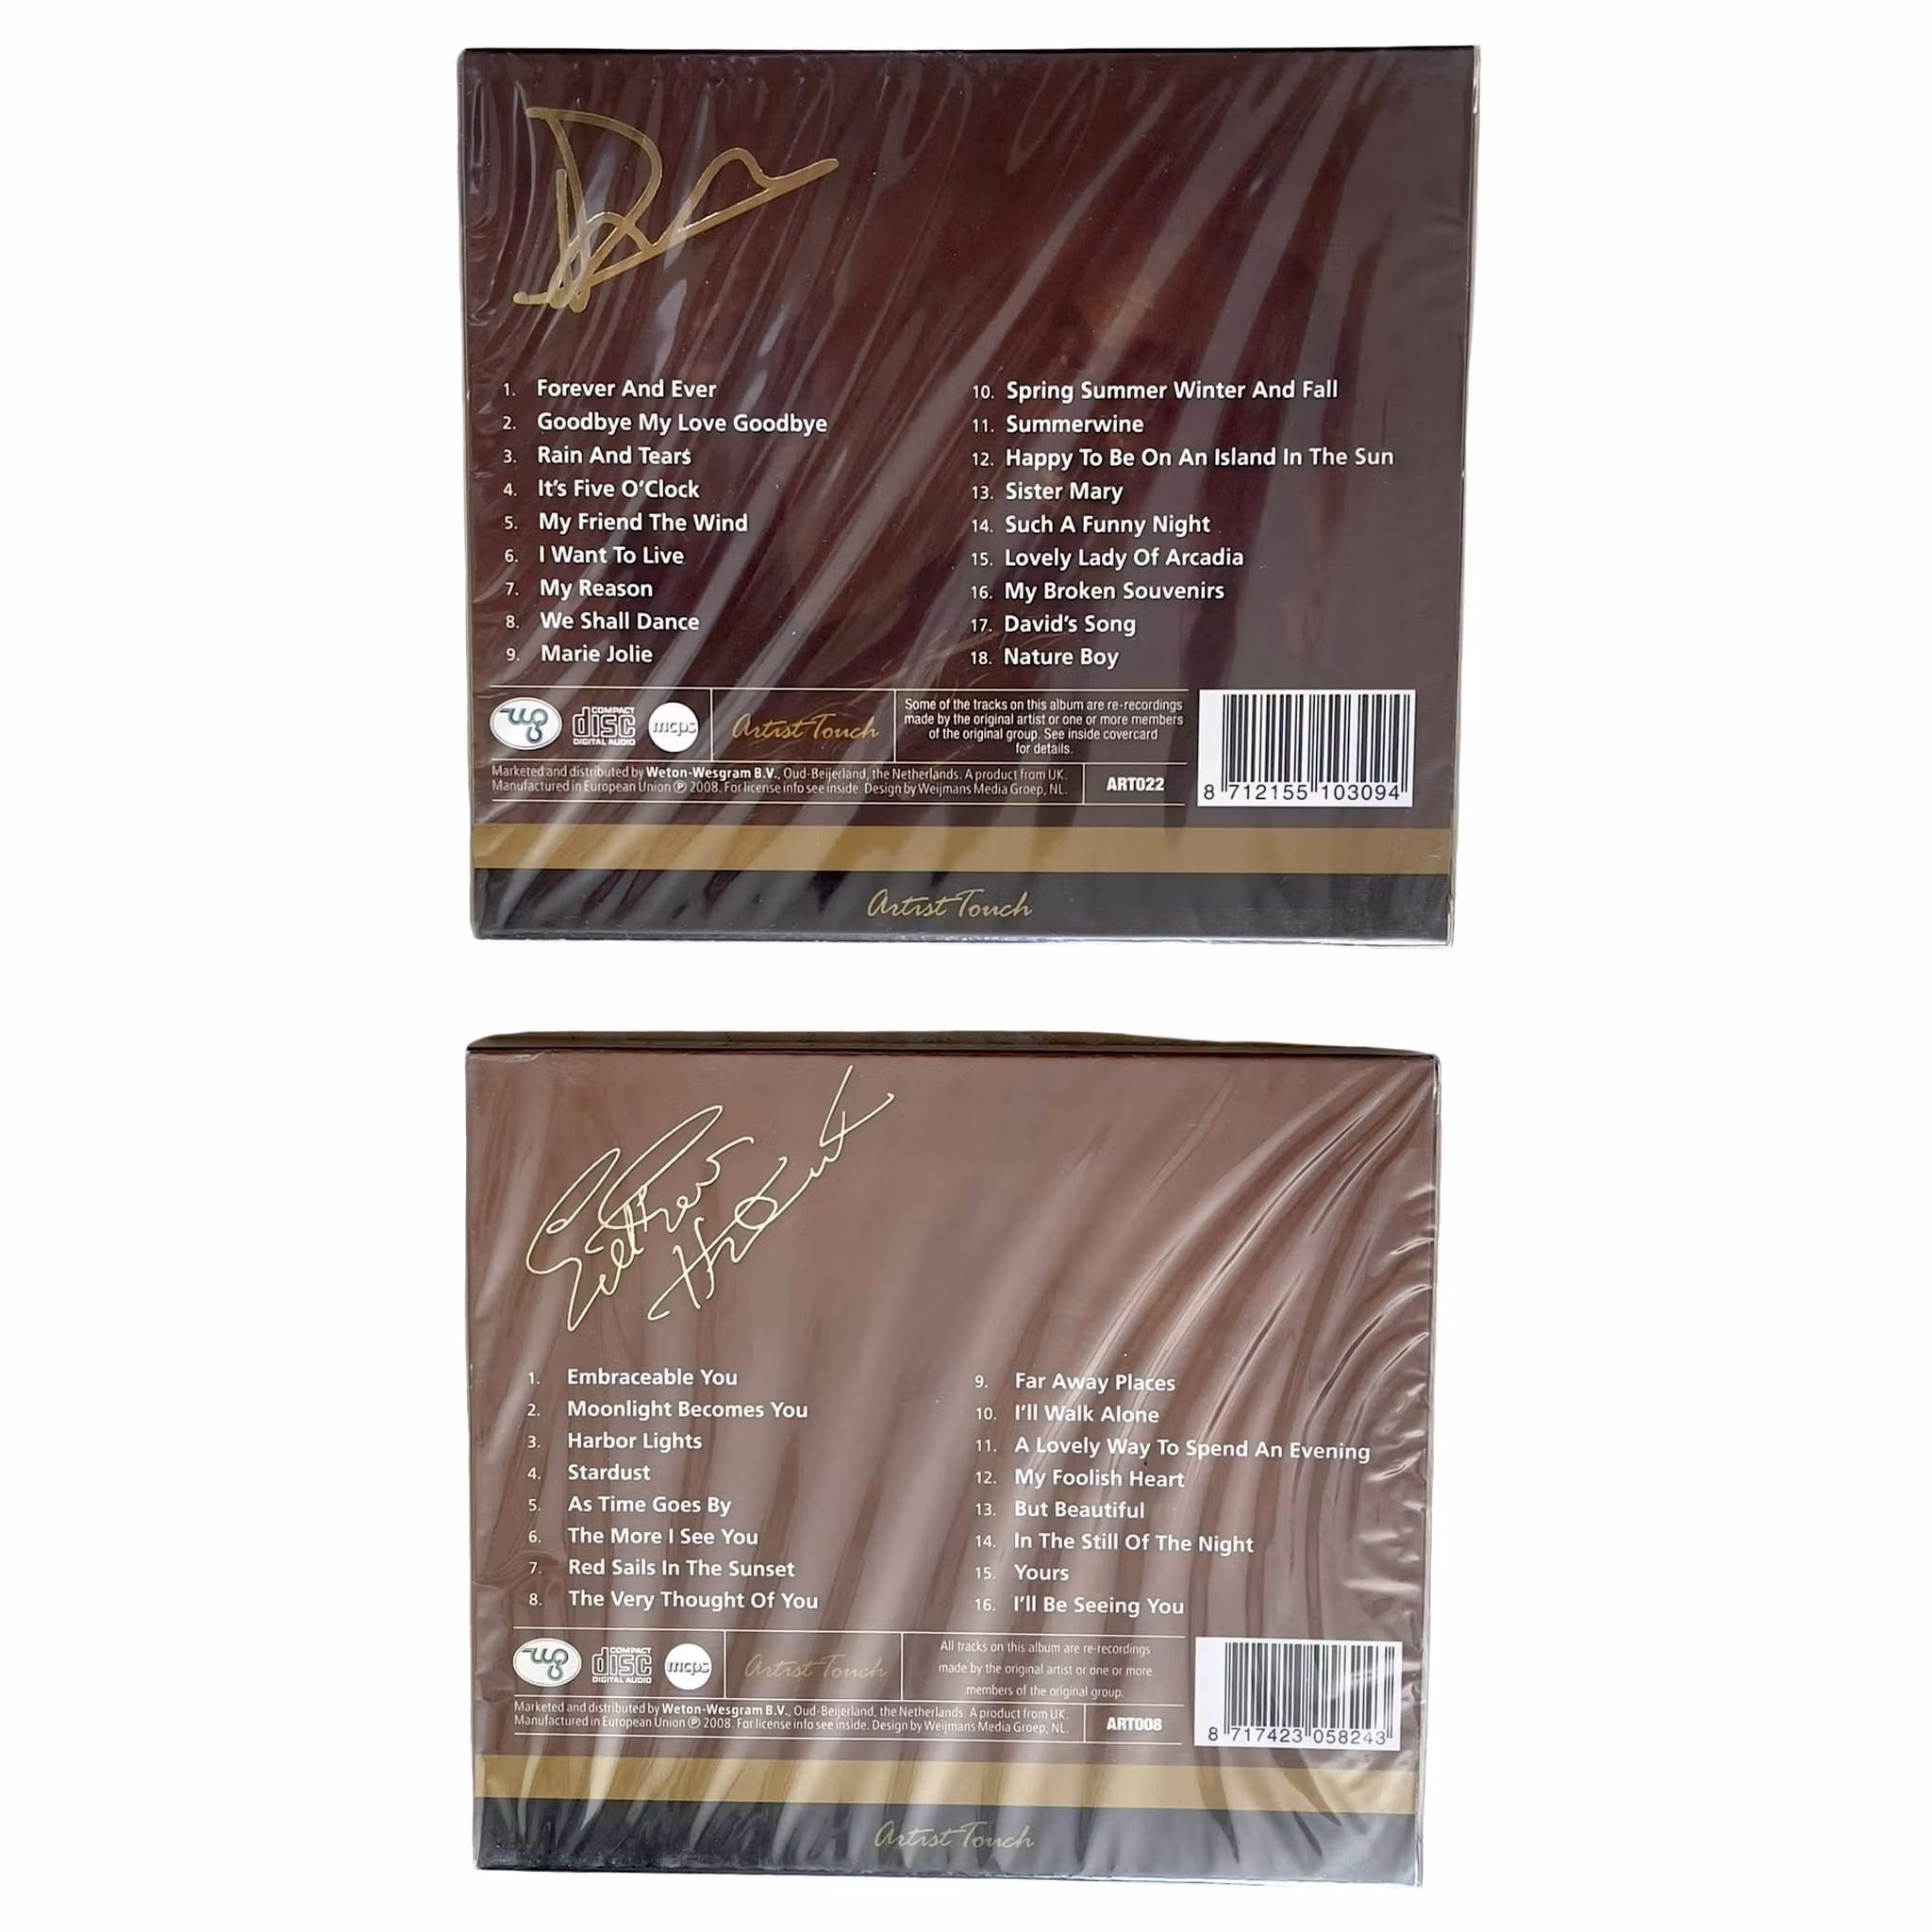 1. Forever And Ever
2. Goodbye My Love Goodbye
3. Rain And Tears
4. It's Five O'Clock
5. My Friend The Wind
6. I Want To Live
7. My Reason
8. We Shall Dance
9. Marie Jolie
10. Spring Summer Winter And Fall
11. Summerwine
12. Happy To Be On An Island In The Sun
13. Sister Mary
14. Such A Funny Night
15. Lovely Lady Of Arcadia
16. My Broken Souvenirs
17. David's Song
18. Nature Boy
COMPACT
disc
DIGITAL AUDIO
mcps
Artist Touch
Some of the tracks on this album are re-recordings
made by the original artist or one or more members
of the original group. See inside covercard
for details.
Marketed and distributed by Weton-Wesgram B.V., Oud-Beijerland, the Netherlands. A product from UK.
Manufactured in European Union ℗ 2008. For license info see inside. Design by Weijmans Media Groep, NL.
ART022
8 712155 103094
Artist Touch
1. Embraceable You
2. Moonlight Becomes You
3. Harbor Lights
4. Stardust
5. As Time Goes By
6. The More I See You
7. Red Sails In The Sunset
8. The Very Thought Of You
9. Far Away Places
10. I'll Walk Alone
11. A Lovely Way To Spend An Evening
12. My Foolish Heart
13. But Beautiful
14. In The Still Of The Night
15. Yours
16. I'll Be Seeing You
COMPACT
disc
DIGITAL AUDIO
mcps
Artist Touch
All tracks on this album are re-recordings
made by the original artist or one or more
members of the original group.
Marketed and distributed by Weton-Wesgram B.V., Oud-Beijerland, the Netherlands. A product from UK.
Manufactured in European Union ℗ 2008. For license info see inside. Design by Weijmans Media Groep, NL.
ART008
8 717423 058243
Artist Touch